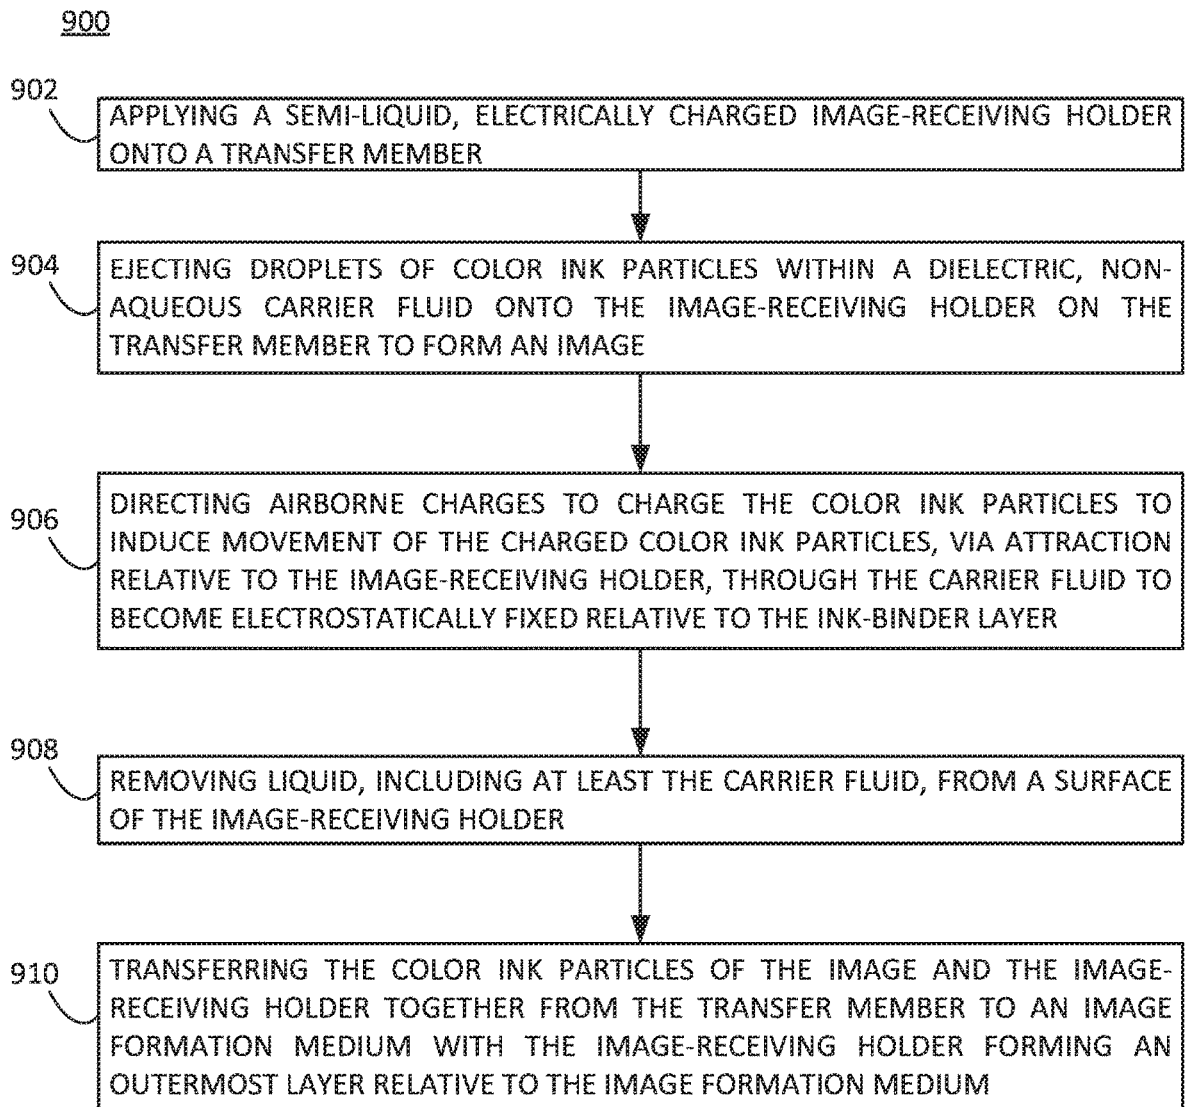 900
902
APPLYING A SEMI-LIQUID, ELECTRICALLY CHARGED IMAGE-RECEIVING HOLDER
ONTO A TRANSFER MEMBER
904
EJECTING DROPLETS OF COLOR INK PARTICLES WITHIN A DIELECTRIC, NON-
AQUEOUS CARRIER FLUID ONTO THE IMAGE-RECEIVING HOLDER ON THE
TRANSFER MEMBER TO FORM AN IMAGE
906
DIRECTING AIRBORNE CHARGES TO CHARGE THE COLOR INK PARTICLES TO
INDUCE MOVEMENT OF THE CHARGED COLOR INK PARTICLES, VIA ATTRACTION
RELATIVE TO THE IMAGE-RECEIVING HOLDER, THROUGH THE CARRIER FLUID TO
BECOME ELECTROSTATICALLY FIXED RELATIVE TO THE INK-BINDER LAYER
908
REMOVING LIQUID, INCLUDING AT LEAST THE CARRIER FLUID, FROM A SURFACE
OF THE IMAGE-RECEIVING HOLDER
910
TRANSFERRING THE COLOR INK PARTICLES OF THE IMAGE AND THE IMAGE-
RECEIVING HOLDER TOGETHER FROM THE TRANSFER MEMBER TO AN IMAGE
FORMATION MEDIUM WITH THE IMAGE-RECEIVING HOLDER FORMING AN
OUTERMOST LAYER RELATIVE TO THE IMAGE FORMATION MEDIUM